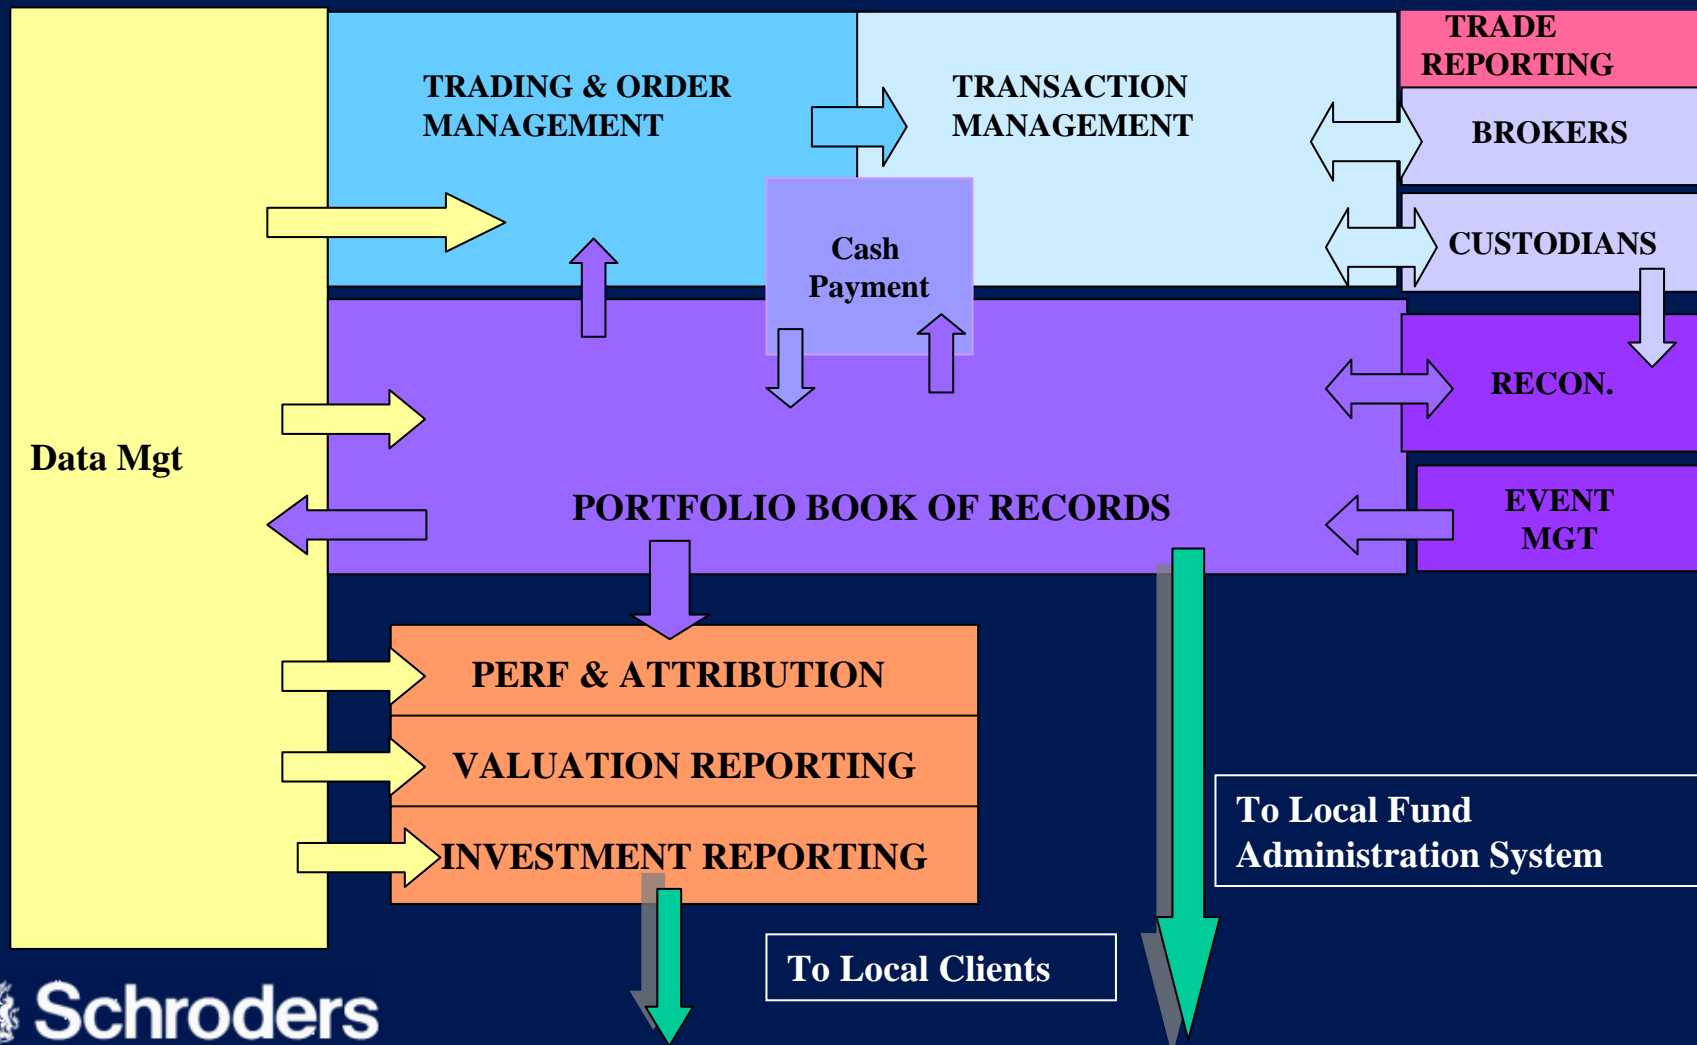 TRADING & ORDER
MANAGEMENT
TRANSACTION
MANAGEMENT
TRADE
REPORTING
BROKERS
CUSTODIANS
Cash
Payment
RECON.
Data Mgt
PORTFOLIO BOOK OF RECORDS
EVENT
MGT
PERF & ATTRIBUTION
VALUATION REPORTING
INVESTMENT REPORTING
To Local Fund
Administration System
To Local Clients
Schroders